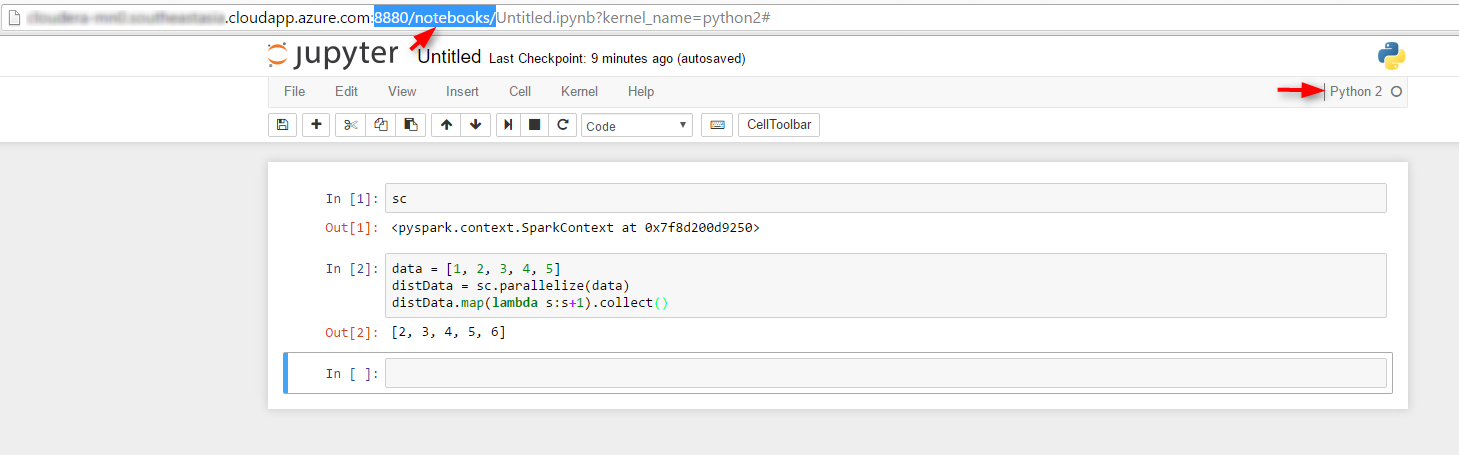 .cloudapp.azure.com:8880/notebooks/Untitled.ipynb?kernel_name=python2#
jupyter Untitled Last Checkpoint: 9 minutes ago (autosaved)
File Edit View Insert Cell Kernel Help Python 2
Code CellToolbar
In [1]: sc
Out[1]: <pyspark.context.SparkContext at 0x7f8d200d9250>
In [2]: data = [1, 2, 3, 4, 5]
distData = sc.parallelize(data)
distData.map(lambda s:s+1).collect()
Out[2]: [2, 3, 4, 5, 6]
In [ ]: